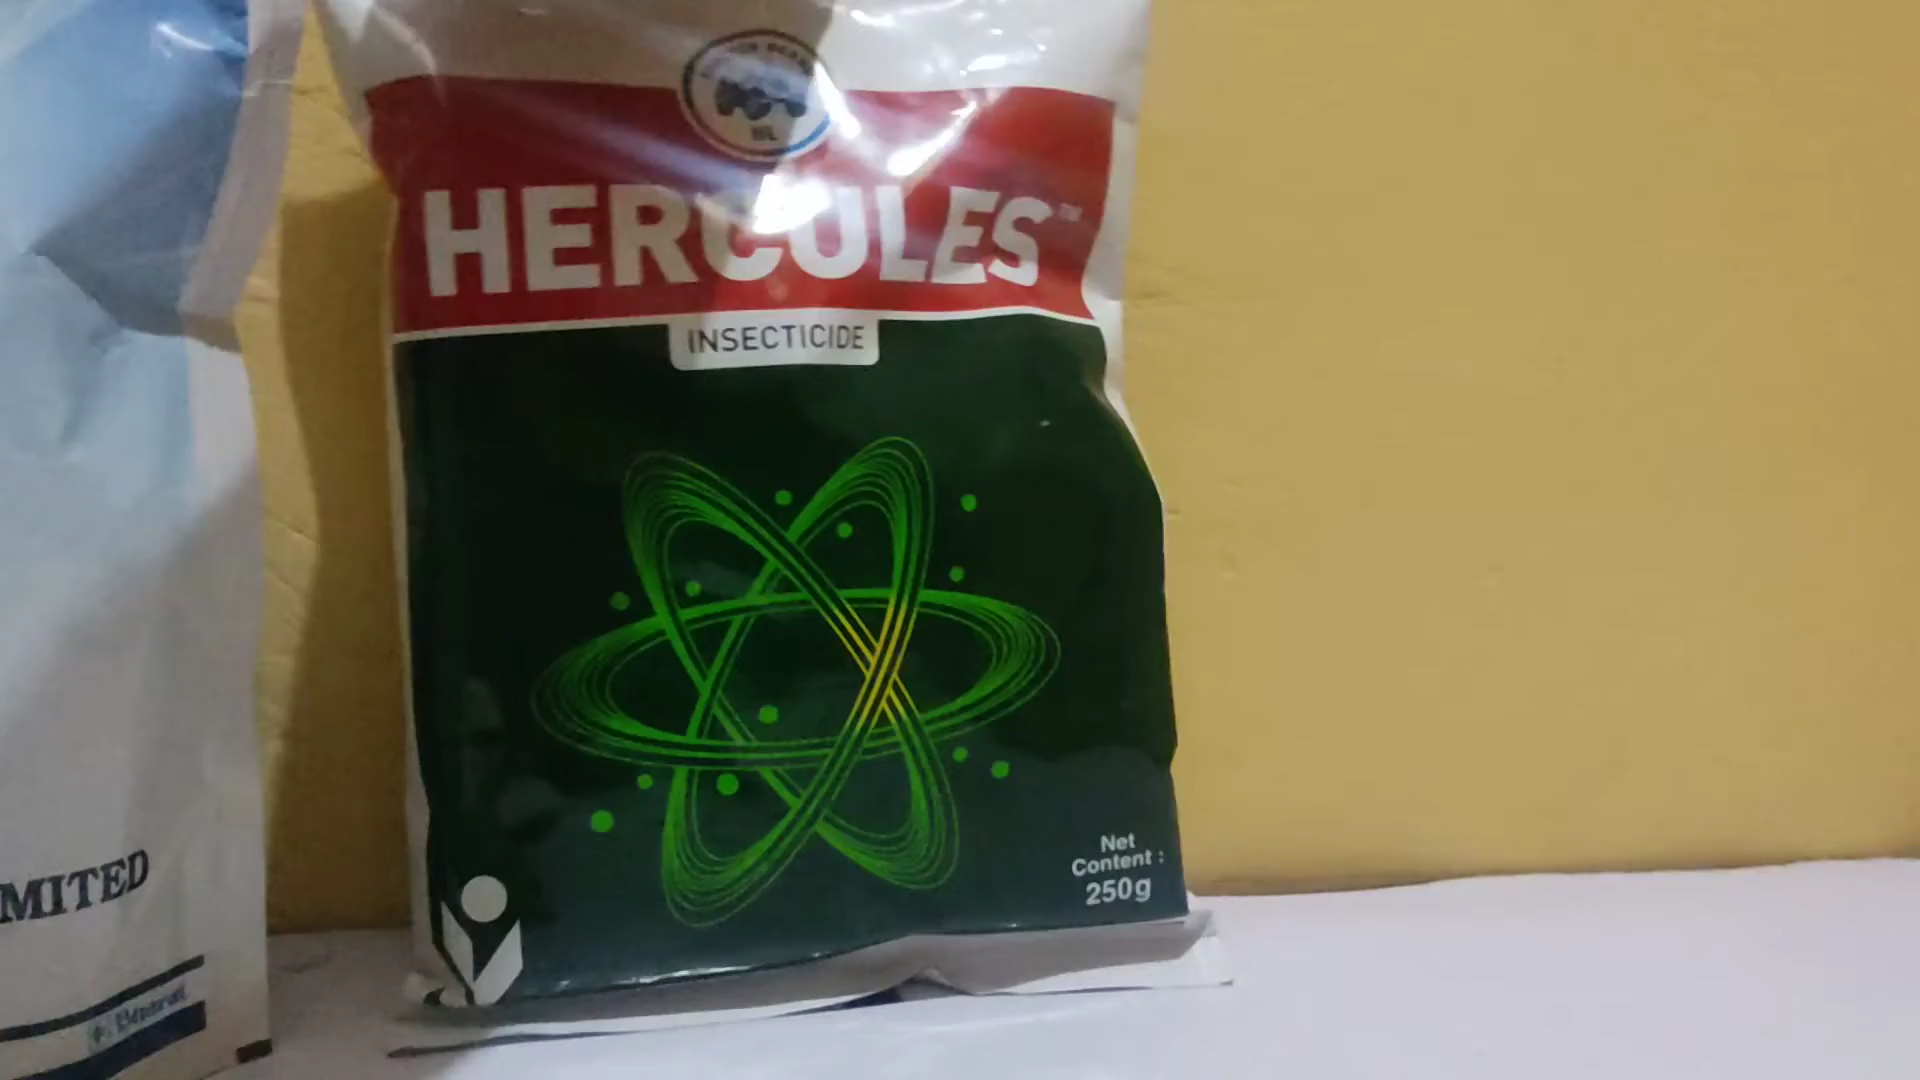 HERCULES™
INSECTICIDE
Net
Content :
250g
MITED